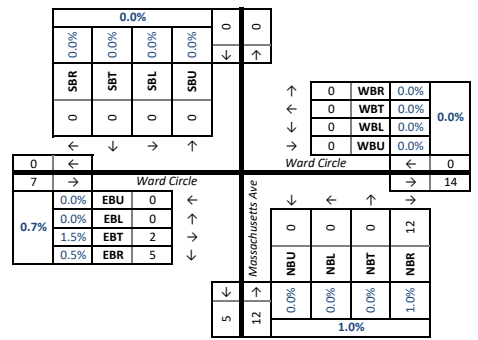 0.0%
0.0% 0.0% 0.0% 0.0%
SBR SBT SBL SBU
0 0 0 0
← ↓ → ↑
0 0
↓ ↑
↑ 0 WBR 0.0%
← 0 WBT 0.0%
↓ 0 WBL 0.0%
→ 0 WBU 0.0%
0.0%
0 ←
Ward Circle ← 0
7 → Ward Circle
→ 14
0.7%
0.0% EBU 0 ←
0.0% EBL 0 ↑
1.5% EBT 2 →
0.5% EBR 5 ↓
Massachusetts Ave
↓ ← ↑ →
0 0 0 12
NBU NBL NBT NBR
0.0% 0.0% 0.0% 1.0%
1.0%
↓ ↑
5 12